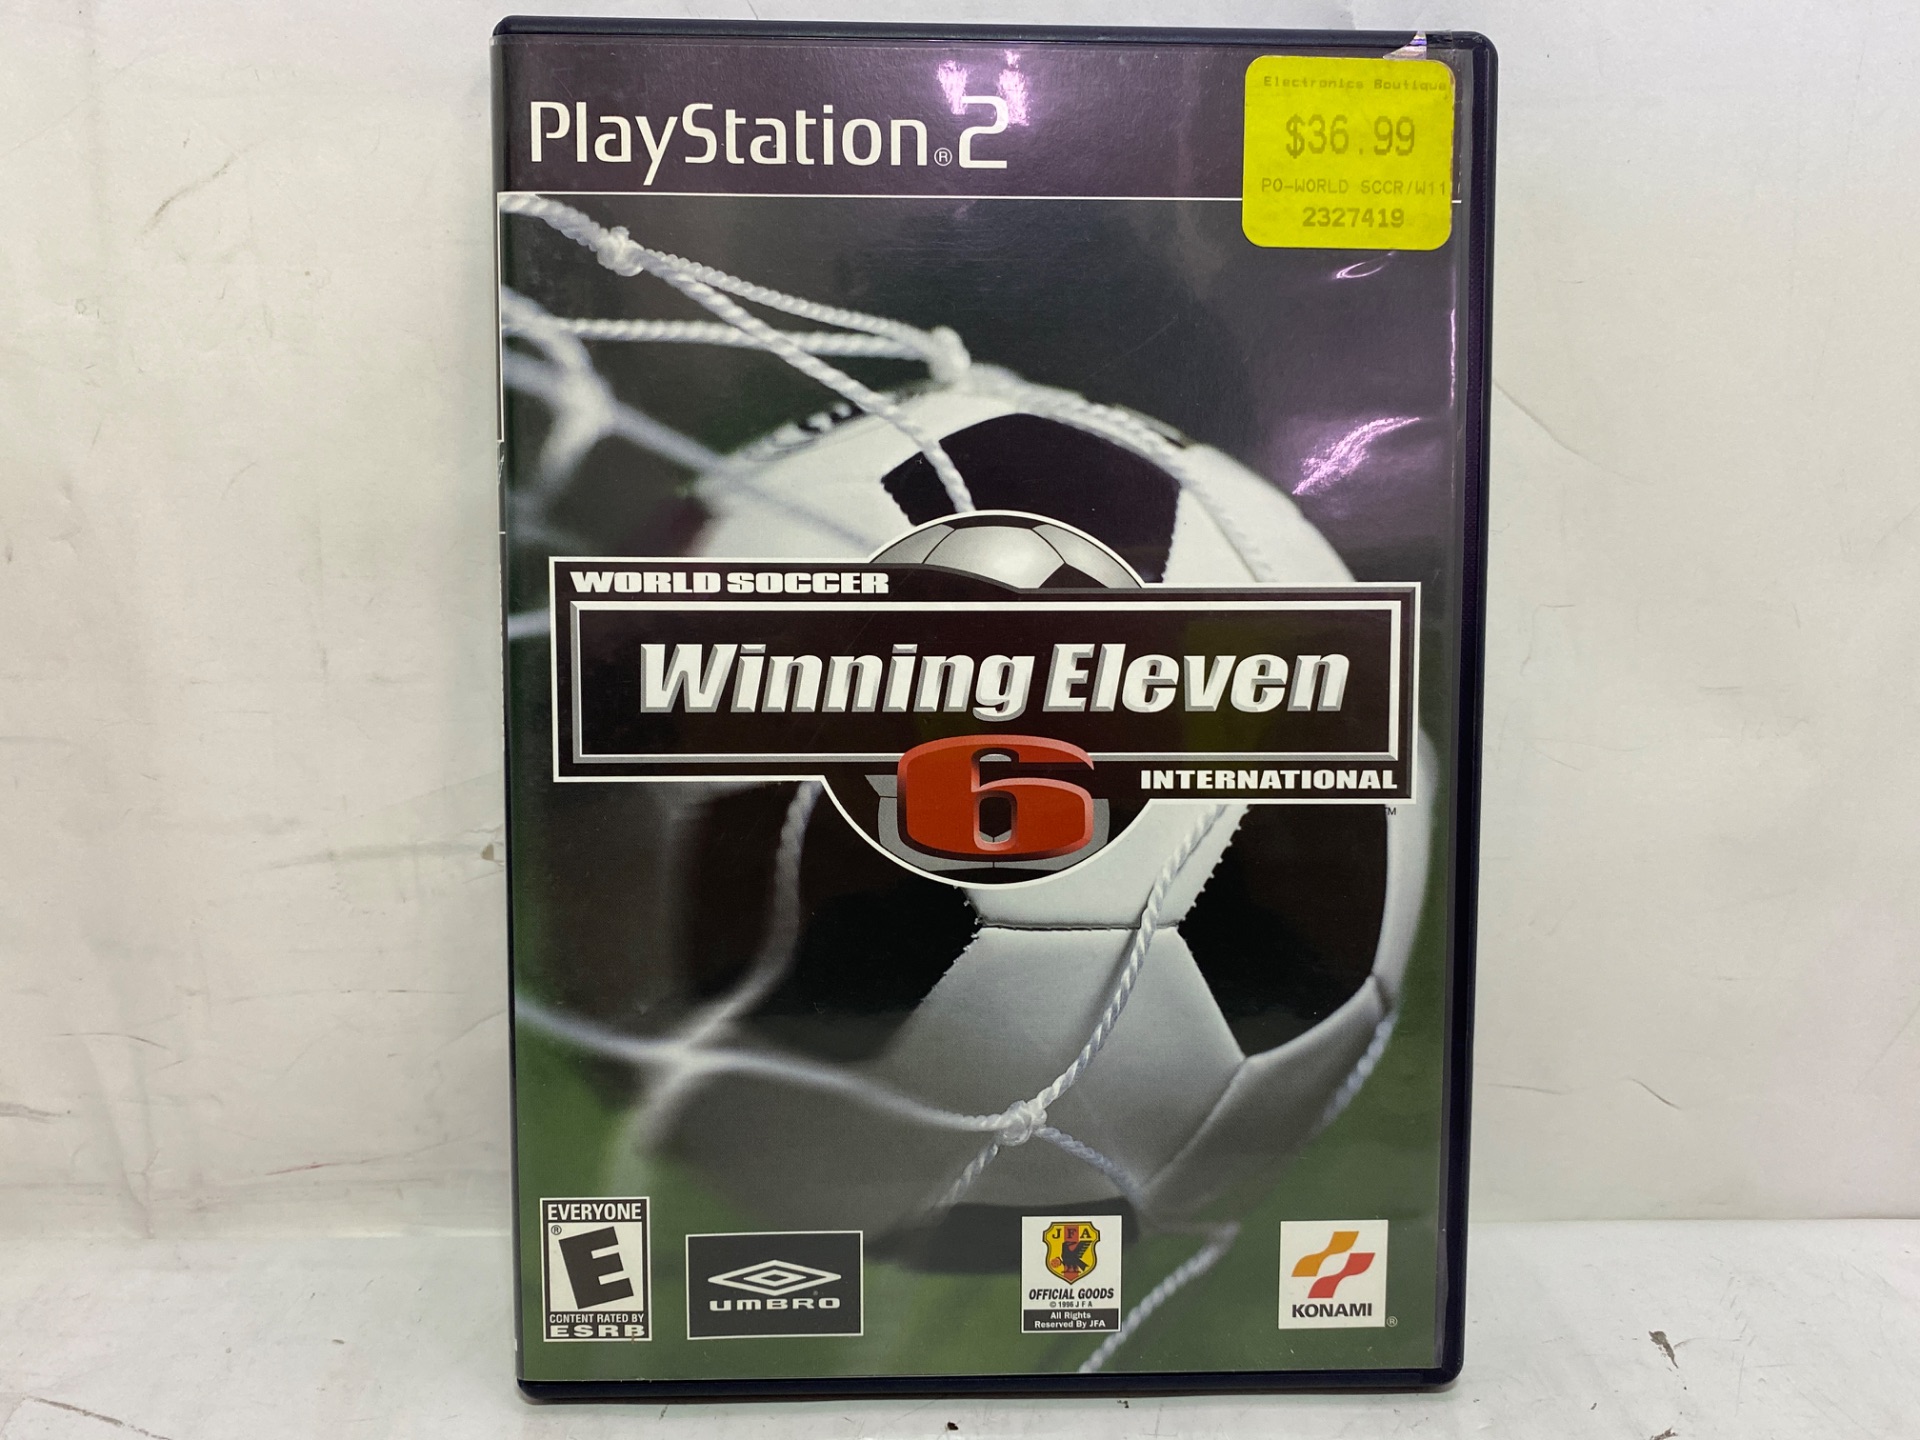 PlayStation®2
Electronics Boutique
$36.99
PO-WORLD SCCR/W11
2327419
WORLD SOCCER
Winning Eleven
6
INTERNATIONAL
TM
EVERYONE
E
®
CONTENT RATED BY
ESRB
UMBRO®
JFA
OFFICIAL GOODS
© 1996 J F A
All Rights
Reserved By JFA
KONAMI
®